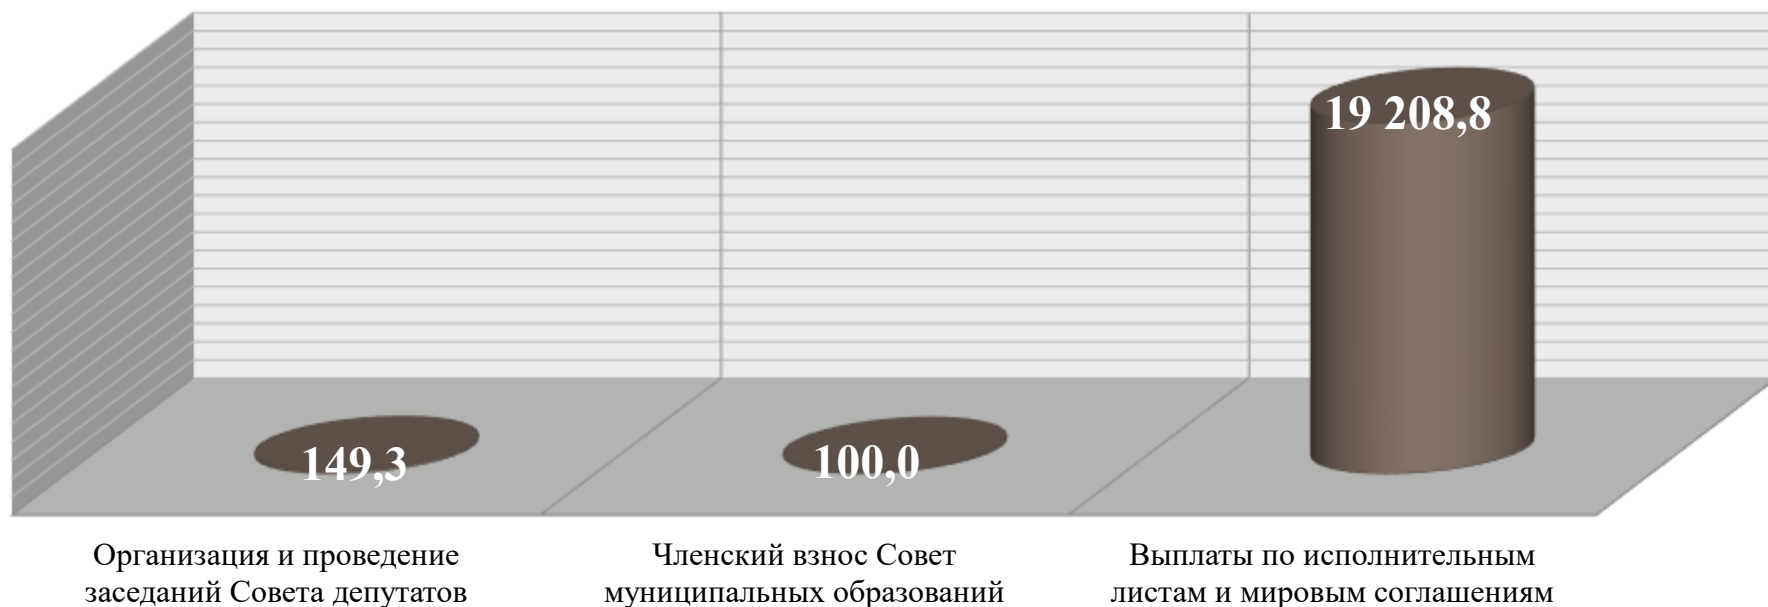 19 208,8
149,3
100,0
Организация и проведение
заседаний Совета депутатов
Членский взнос Совет
муниципальных образований
Выплаты по исполнительным
листам и мировым соглашениям